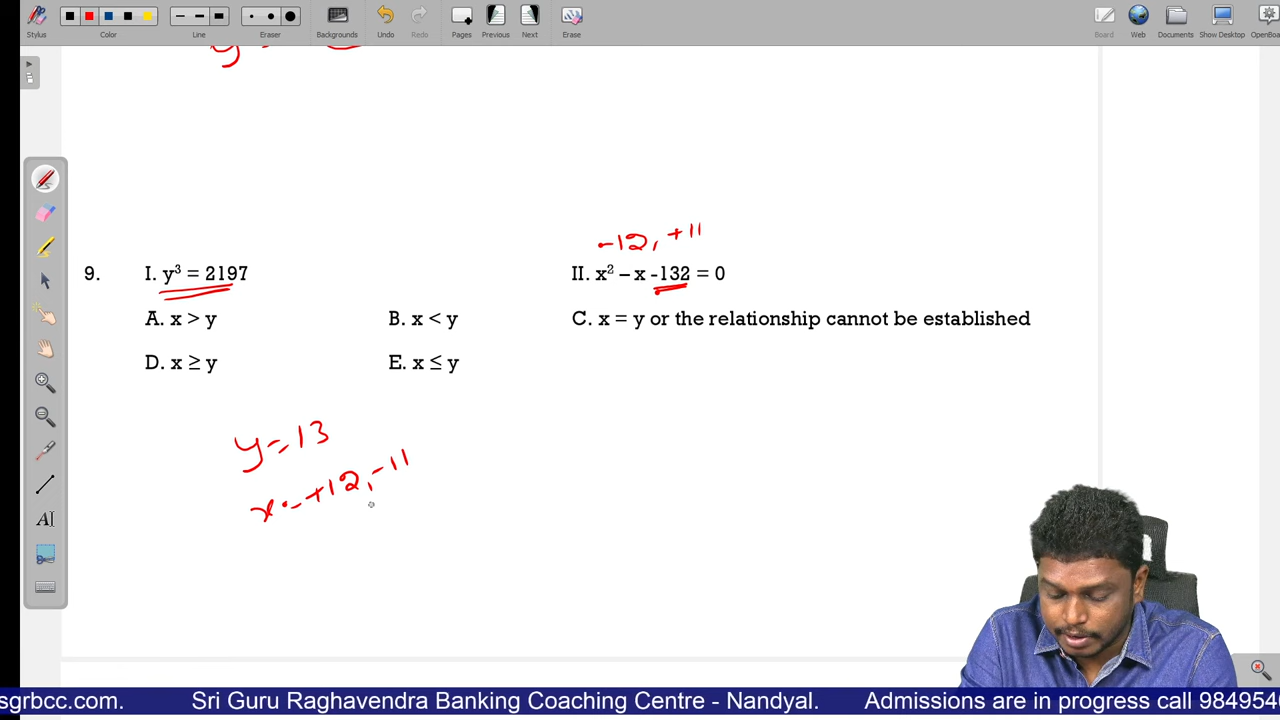 Stylus Color Line Eraser Backgrounds Undo Redo Pages Previous Next Erase Board Web Documents Show Desktop OpenBoa
y =
-12, +11
9. I. y³ = 2197 II. x² – x -132 = 0
A. x > y B. x < y C. x = y or the relationship cannot be established
D. x ≥ y E. x ≤ y
y = 13
x = +12, -11
sgrbcc.com. Sri Guru Raghavendra Banking Coaching Centre - Nandyal. Admissions are in progress call 984954